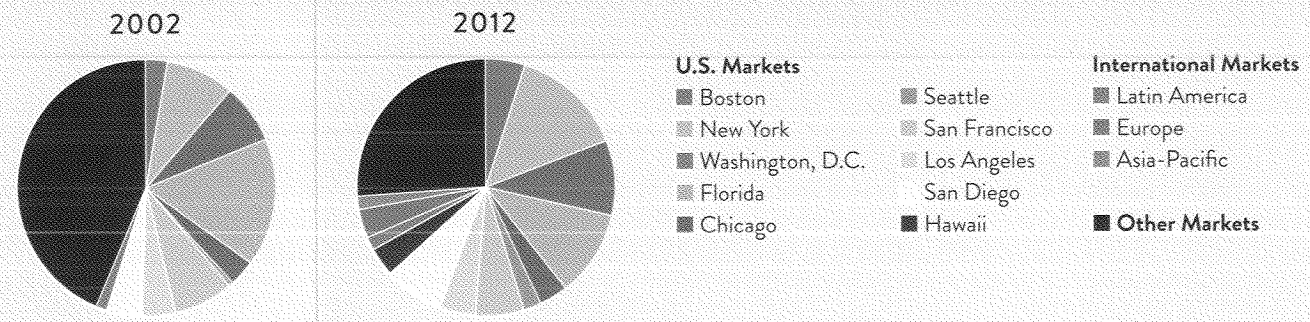 2002
2012
U.S. Markets
Boston
New York
Washington, D.C.
Florida
Chicago
Seattle
San Francisco
Los Angeles
San Diego
Hawaii
International Markets
Latin America
Europe
Asia-Pacific
Other Markets